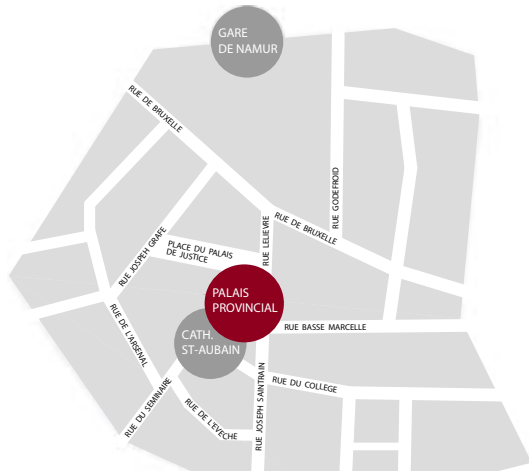 GARE
DE NAMUR
RUE DE BRUXELLE
RUE GODEFROID
RUE DE BRUXELLE
RUE LELIEVRE
RUE JOSPEH GRAFE
PLACE DU PALAIS
DE JUSTICE
PALAIS
PROVINCIAL
RUE BASSE MARCELLE
CATH.
ST-AUBAIN
RUE DE L'ARSENAL
RUE DU COLLEGE
RUE JOSEPH SAINTRAIN
RUE DU SEMINAIRE
RUE DE L'EVECHE